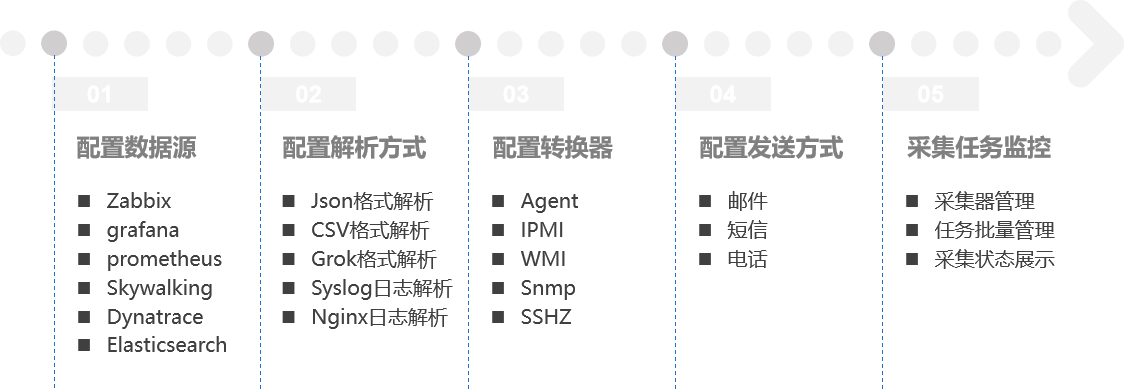 01
配置数据源
Zabbix
grafana
prometheus
Skywalking
Dynatrace
Elasticsearch
02
配置解析方式
Json格式解析
CSV格式解析
Grok格式解析
Syslog日志解析
Nginx日志解析
03
配置转换器
Agent
IPMI
WMI
Snmp
SSHZ
04
配置发送方式
邮件
短信
电话
05
采集任务监控
采集器管理
任务批量管理
采集状态展示